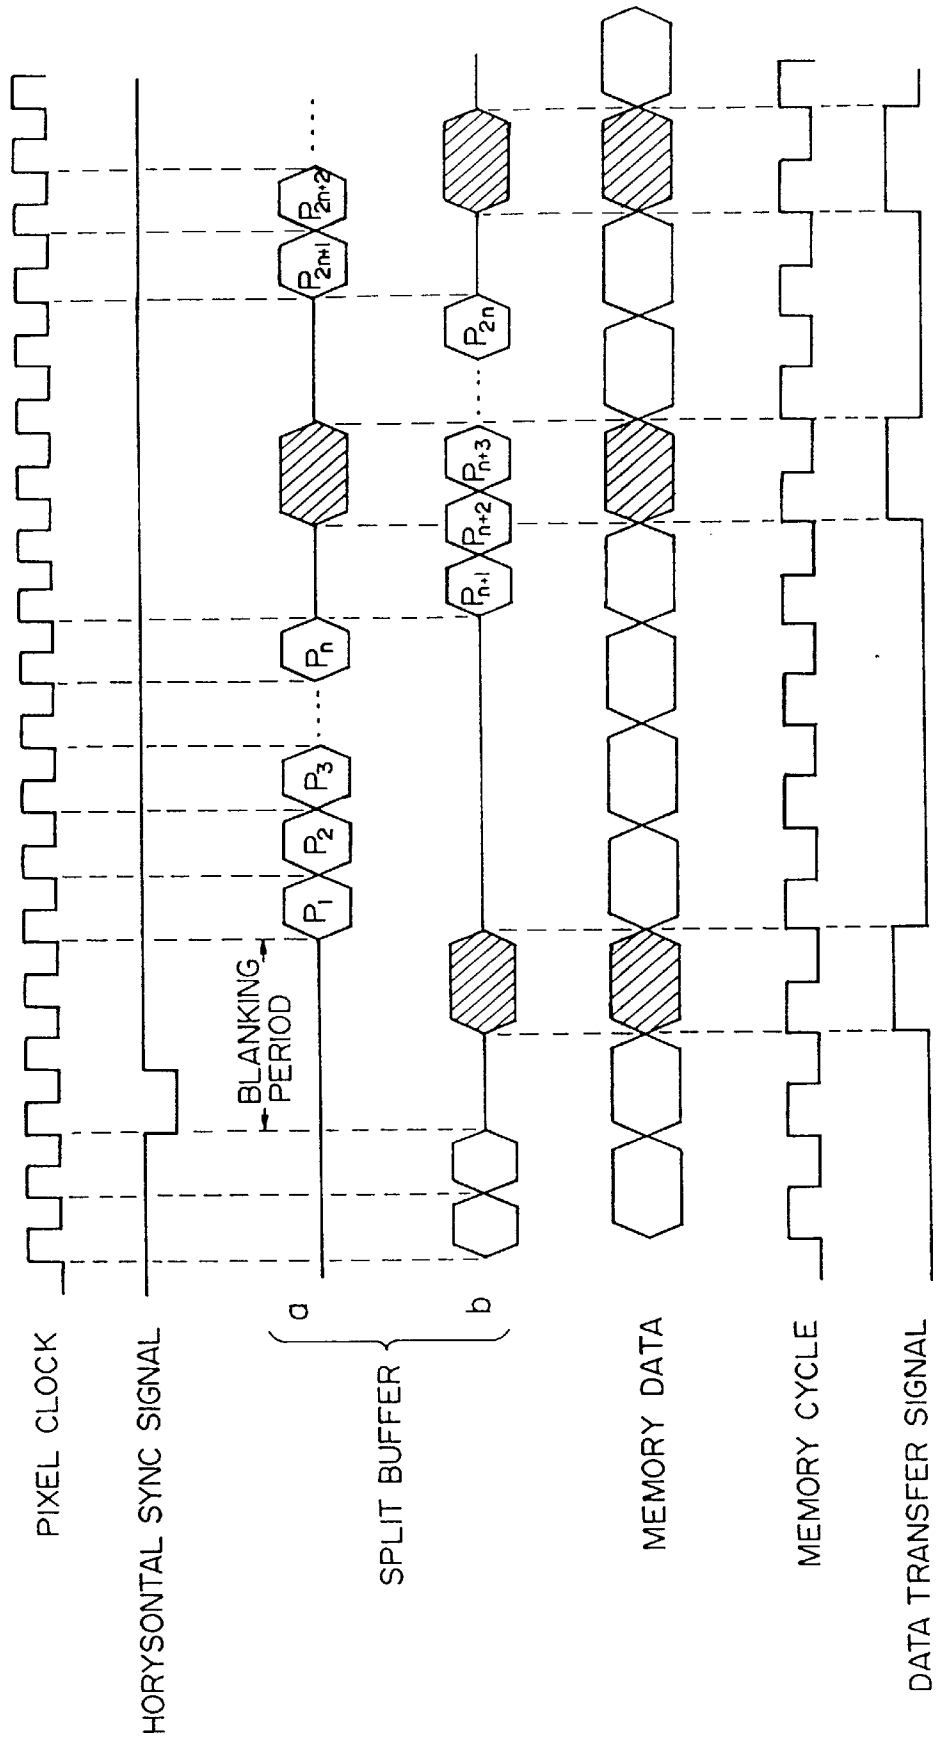 PIXEL CLOCK
HORYSONTAL SYNC SIGNAL
BLANKING
PERIOD
SPLIT BUFFER
a
P1 P2 P3 ..... Pn P2n+1 P2n+2 .....
b
Pn+1 Pn+2 Pn+3 ..... P2n
MEMORY DATA
MEMORY CYCLE
DATA TRANSFER SIGNAL